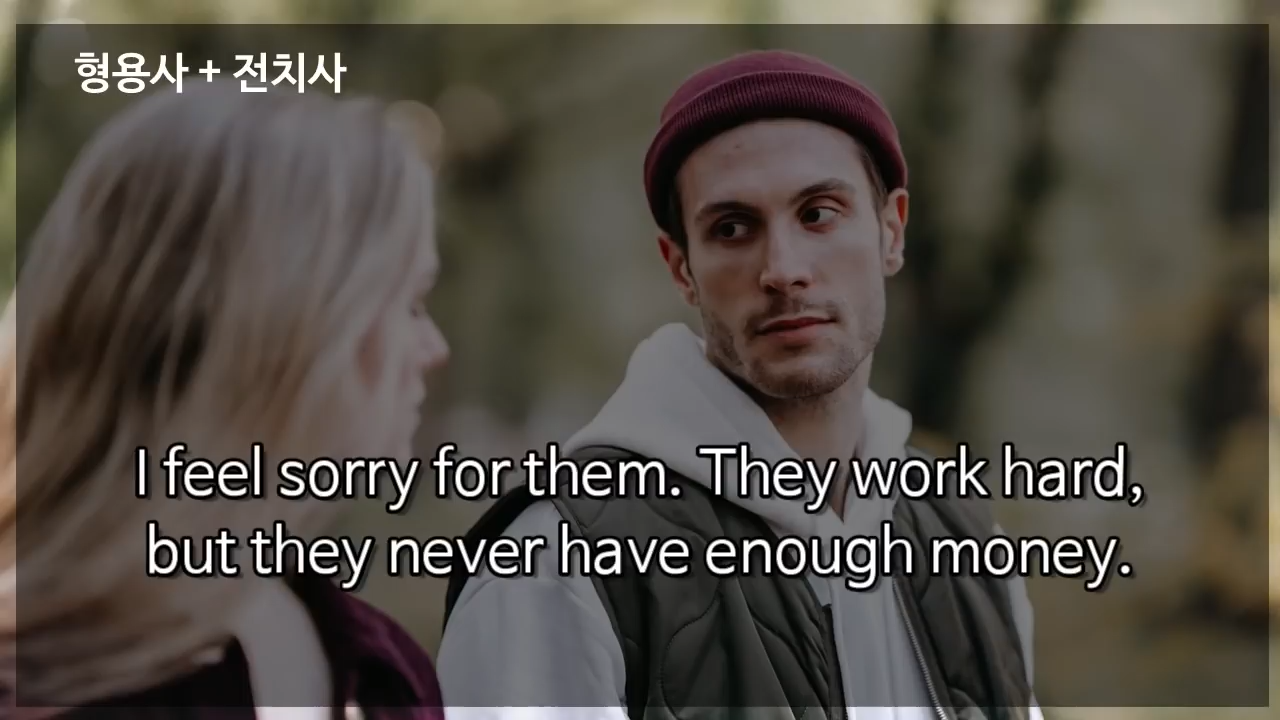 형용사 + 전치사
I feel sorry for them. They work hard,
but they never have enough money.